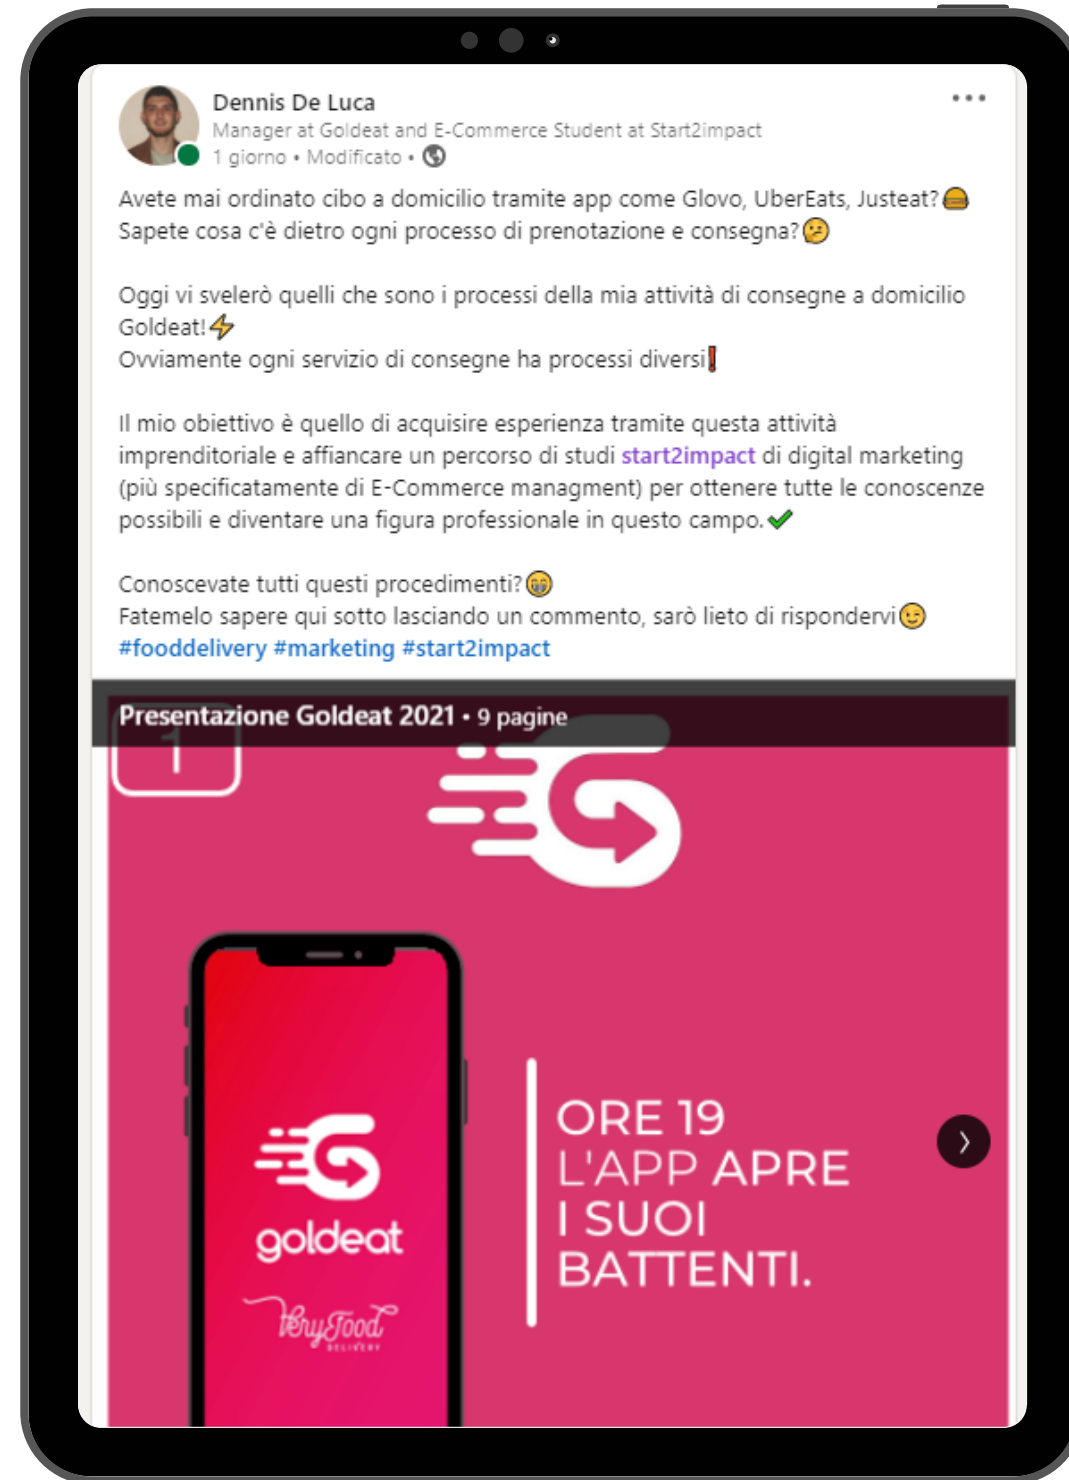 Dennis De Luca
Manager at Goldeat and E-Commerce Student at Start2impact
1 giorno • Modificato •
Avete mai ordinato cibo a domicilio tramite app come Glovo, UberEats, Justeat?🍔
Sapete cosa c'è dietro ogni processo di prenotazione e consegna?🤔
Oggi vi svelerò quelli che sono i processi della mia attività di consegne a domicilio
Goldeat!⚡
Ovviamente ogni servizio di consegne ha processi diversi❗
Il mio obiettivo è quello di acquisire esperienza tramite questa attività
imprenditoriale e affiancare un percorso di studi start2impact di digital marketing
(più specificatamente di E-Commerce managment) per ottenere tutte le conoscenze
possibili e diventare una figura professionale in questo campo.✔
Conoscevate tutti questi procedimenti?😁
Fatemelo sapere qui sotto lasciando un commento, sarò lieto di rispondervi😉
#fooddelivery #marketing #start2impact
Presentazione Goldeat 2021 • 9 pagine
1
ORE 19
L'APP APRE
I SUOI
BATTENTI.
goldeat
VeryFood
DELIVERY